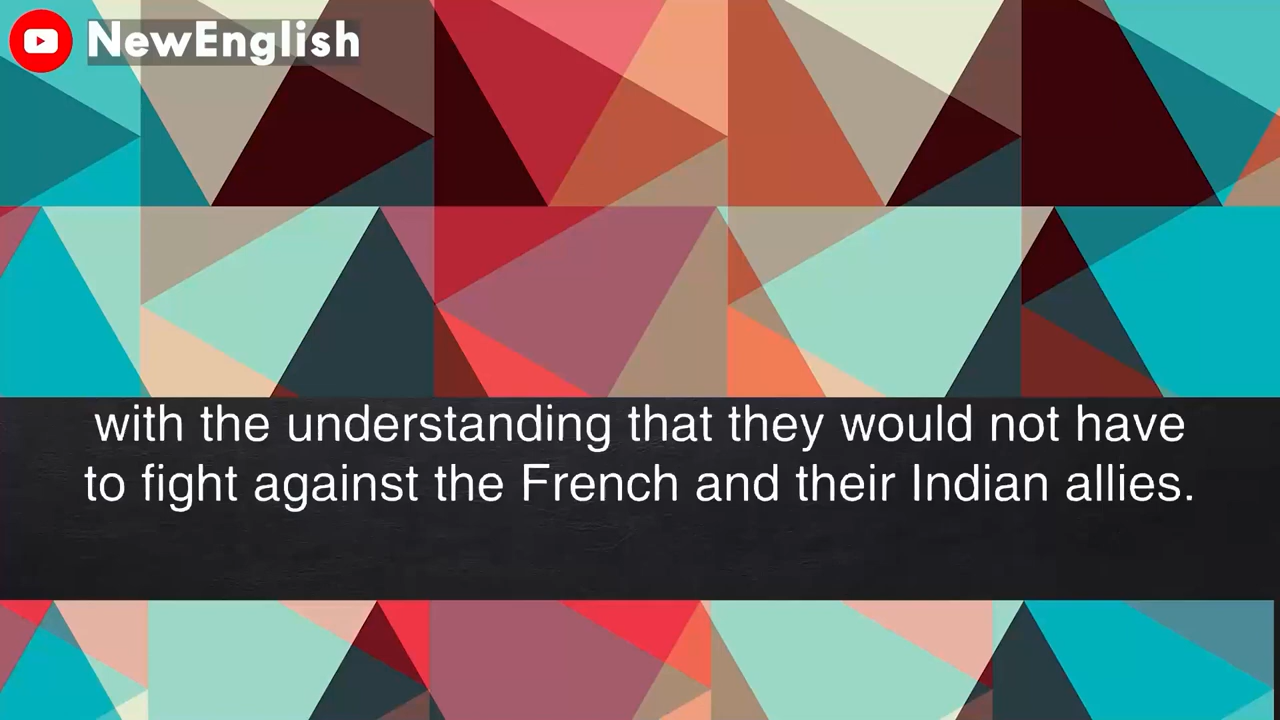 NewEnglish
with the understanding that they would not have
to fight against the French and their Indian allies.